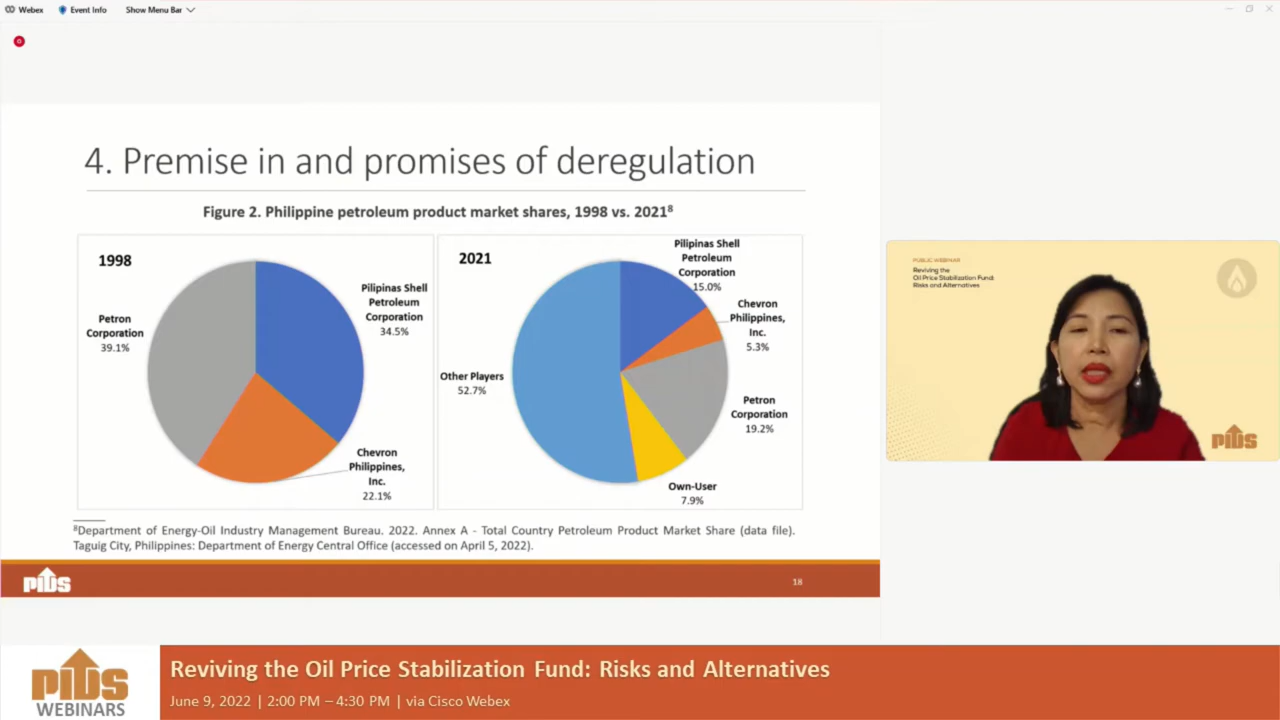 Webex
Event Info
Show Menu Bar
4. Premise in and promises of deregulation
Figure 2. Philippine petroleum product market shares, 1998 vs. 2021⁸
1998
Pilipinas Shell
Petroleum
Corporation
34.5%
Petron
Corporation
39.1%
Chevron
Philippines,
Inc.
22.1%
2021
Pilipinas Shell
Petroleum
Corporation
15.0%
Chevron
Philippines,
Inc.
5.3%
Other Players
52.7%
Petron
Corporation
19.2%
Own-User
7.9%
⁸Department of Energy-Oil Industry Management Bureau. 2022. Annex A - Total Country Petroleum Product Market Share (data file).
Taguig City, Philippines: Department of Energy Central Office (accessed on April 5, 2022).
PIDS
18
PUBLIC WEBINAR
Reviving the
Oil Price Stabilization Fund:
Risks and Alternatives
PIDS
PIDS
WEBINARS
Reviving the Oil Price Stabilization Fund: Risks and Alternatives
June 9, 2022 | 2:00 PM – 4:30 PM | via Cisco Webex